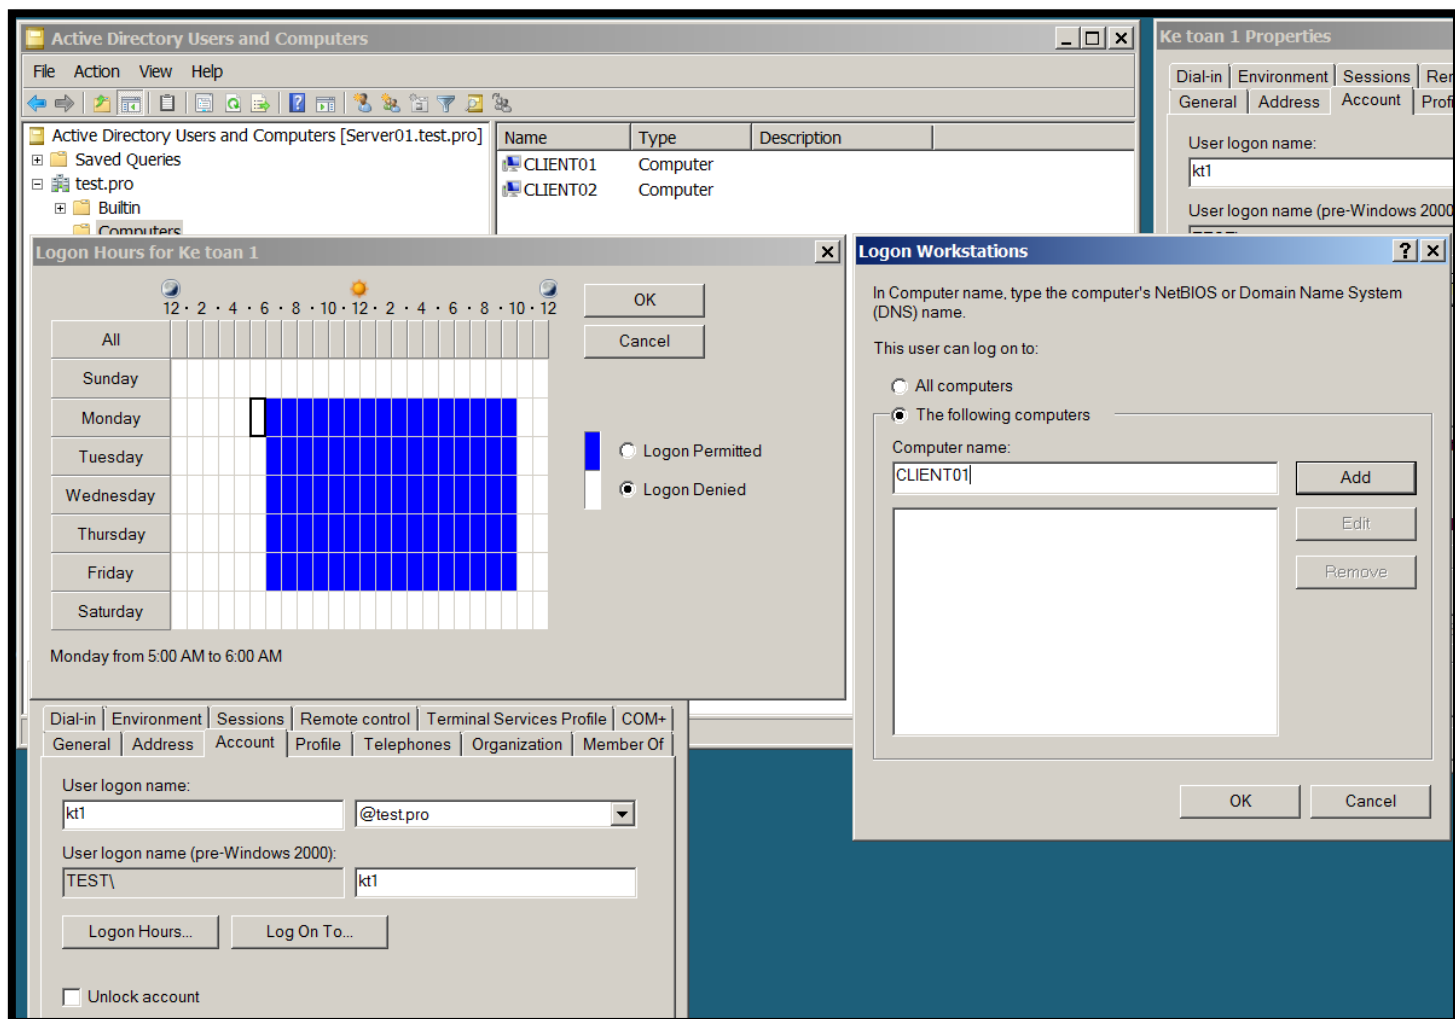 Active Directory Users and Computers
File Action View Help
Active Directory Users and Computers [Server01.test.pro]
Saved Queries
test.pro
Builtin
Computers
Name Type Description
CLIENT01 Computer
CLIENT02 Computer
Ke toan 1 Properties
Dial-in Environment Sessions Rem
General Address Account Profi
User logon name:
kt1
User logon name (pre-Windows 2000
Logon Hours for Ke toan 1
12 · 2 · 4 · 6 · 8 · 10 · 12 · 2 · 4 · 6 · 8 · 10 · 12
All
Sunday
Monday
Tuesday
Wednesday
Thursday
Friday
Saturday
OK
Cancel
Logon Permitted
Logon Denied
Monday from 5:00 AM to 6:00 AM
Logon Workstations
In Computer name, type the computer's NetBIOS or Domain Name System
(DNS) name.
This user can log on to:
All computers
The following computers
Computer name:
CLIENT01
Add
Edit
Remove
OK Cancel
Dial-in Environment Sessions Remote control Terminal Services Profile COM+
General Address Account Profile Telephones Organization Member Of
User logon name:
kt1 @test.pro
User logon name (pre-Windows 2000):
TEST\ kt1
Logon Hours... Log On To...
Unlock account